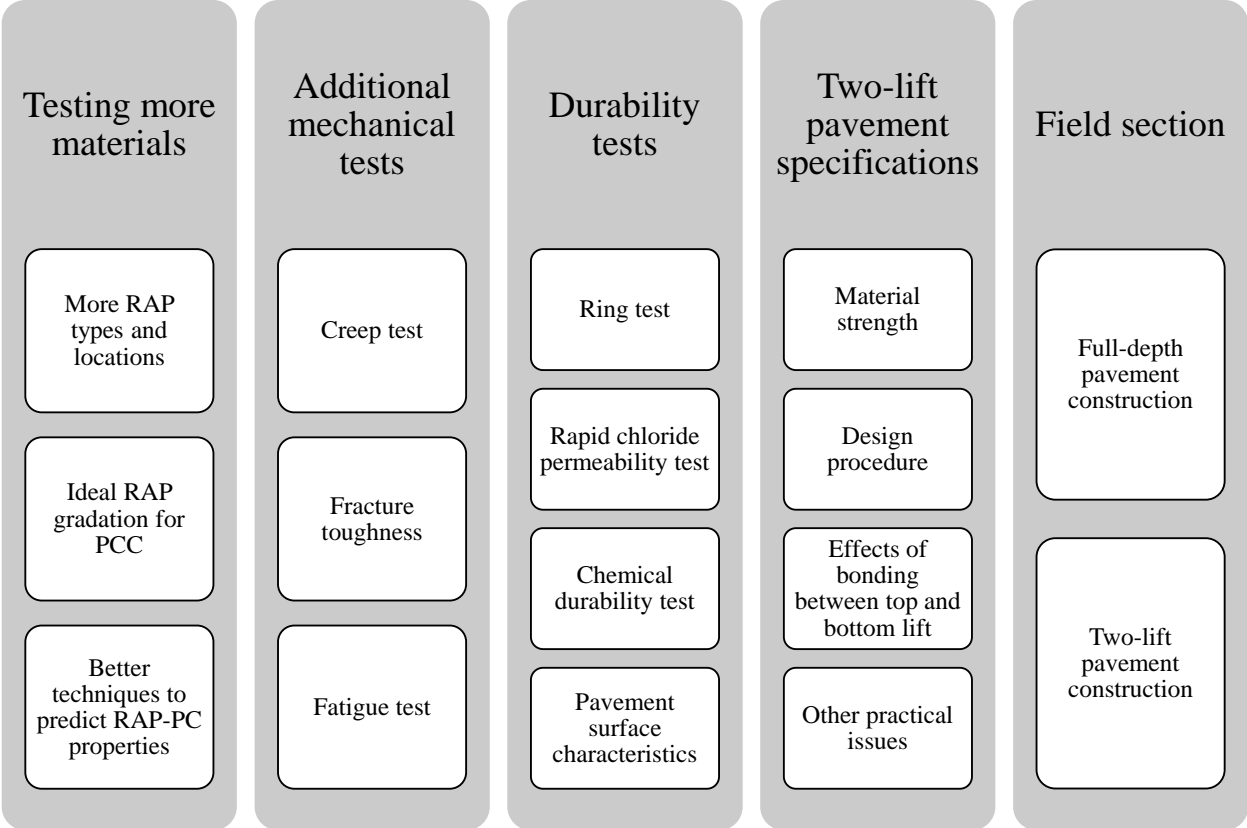 Testing more
materials
More RAP
types and
locations
Ideal RAP
gradation for
PCC
Better
techniques to
predict RAP-PC
properties
Additional
mechanical
tests
Creep test
Fracture
toughness
Fatigue test
Durability
tests
Ring test
Rapid chloride
permeability test
Chemical
durability test
Pavement
surface
characteristics
Two-lift
pavement
specifications
Material
strength
Design
procedure
Effects of
bonding
between top and
bottom lift
Other practical
issues
Field section
Full-depth
pavement
construction
Two-lift
pavement
construction